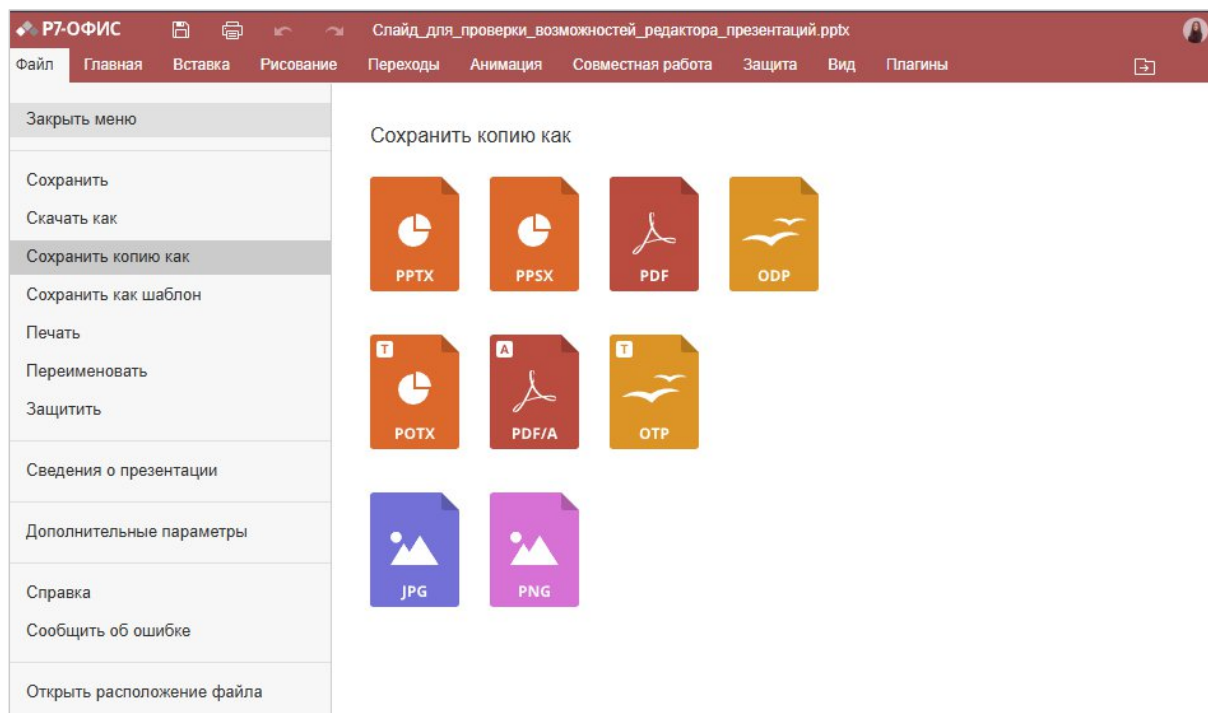 Р7-ОФИС
Слайд_для_проверки_возможностей_редактора_презентаций.pptx
Файл Главная Вставка Рисование Переходы Анимация Совместная работа Защита Вид Плагины
Закрыть меню
Сохранить
Скачать как
Сохранить копию как
Сохранить как шаблон
Печать
Переименовать
Защитить
Сведения о презентации
Дополнительные параметры
Справка
Сообщить об ошибке
Открыть расположение файла
Сохранить копию как
PPTX PPSX PDF ODP
T A T
POTX PDF/A OTP
JPG PNG